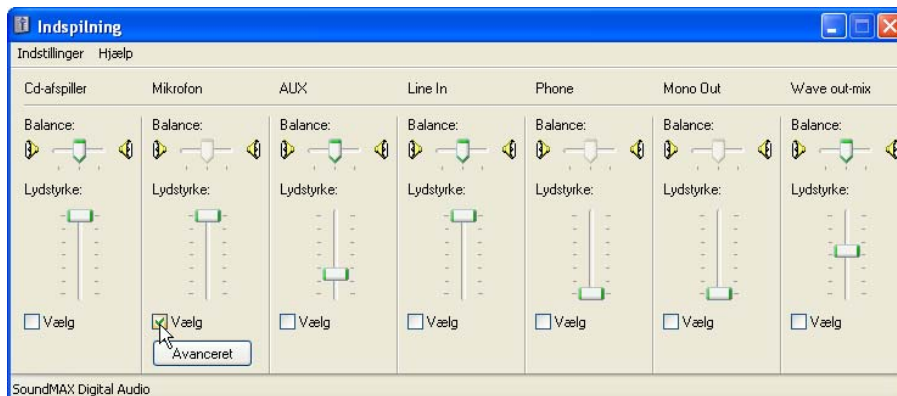 Indspilning
Indstillinger Hjælp
Cd-afspiller Mikrofon AUX Line In Phone Mono Out Wave out-mix
Balance: Balance: Balance: Balance: Balance: Balance: Balance:
Lydstyrke: Lydstyrke: Lydstyrke: Lydstyrke: Lydstyrke: Lydstyrke: Lydstyrke:
Vælg Vælg Vælg Vælg Vælg Vælg Vælg
Avanceret
SoundMAX Digital Audio